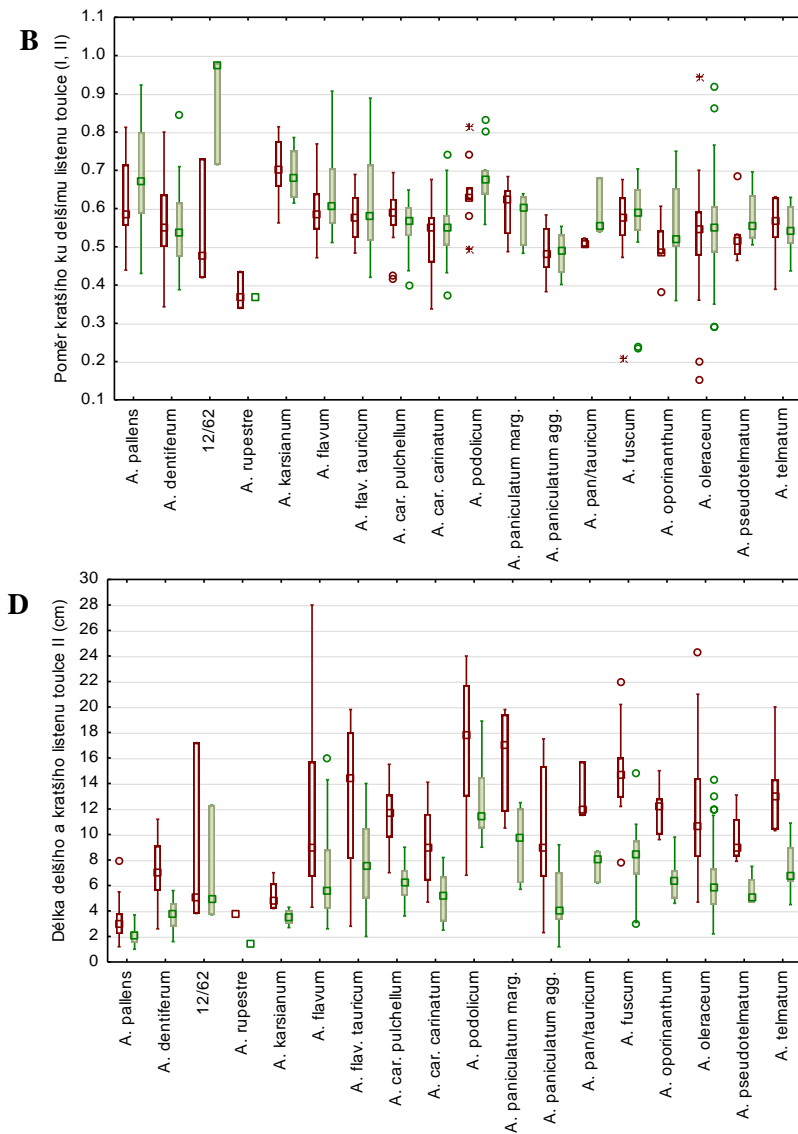 B
Poměr kratšího ku delšímu listenu toulce (I, II)
1.1
1.0
0.9
0.8
0.7
0.6
0.5
0.4
0.3
0.2
0.1
A. pallens
A. dentiferum
12/62
A. rupestre
A. karsianum
A. flavum
A. flav. tauricum
A. car. pulchellum
A. car. carinatum
A. podolicum
A. paniculatum marg.
A. paniculatum agg.
A. pan/tauricum
A. fuscum
A. oporinanthum
A. oleraceum
A. pseudotelmatum
A. telmatum
D
Délka delšího a kratšího listenu toulce II (cm)
30
28
26
24
22
20
18
16
14
12
10
8
6
4
2
0
A. pallens
A. dentiferum
12/62
A. rupestre
A. karsianum
A. flavum
A. flav. tauricum
A. car. pulchellum
A. car. carinatum
A. podolicum
A. paniculatum marg.
A. paniculatum agg.
A. pan/tauricum
A. fuscum
A. oporinanthum
A. oleraceum
A. pseudotelmatum
A. telmatum